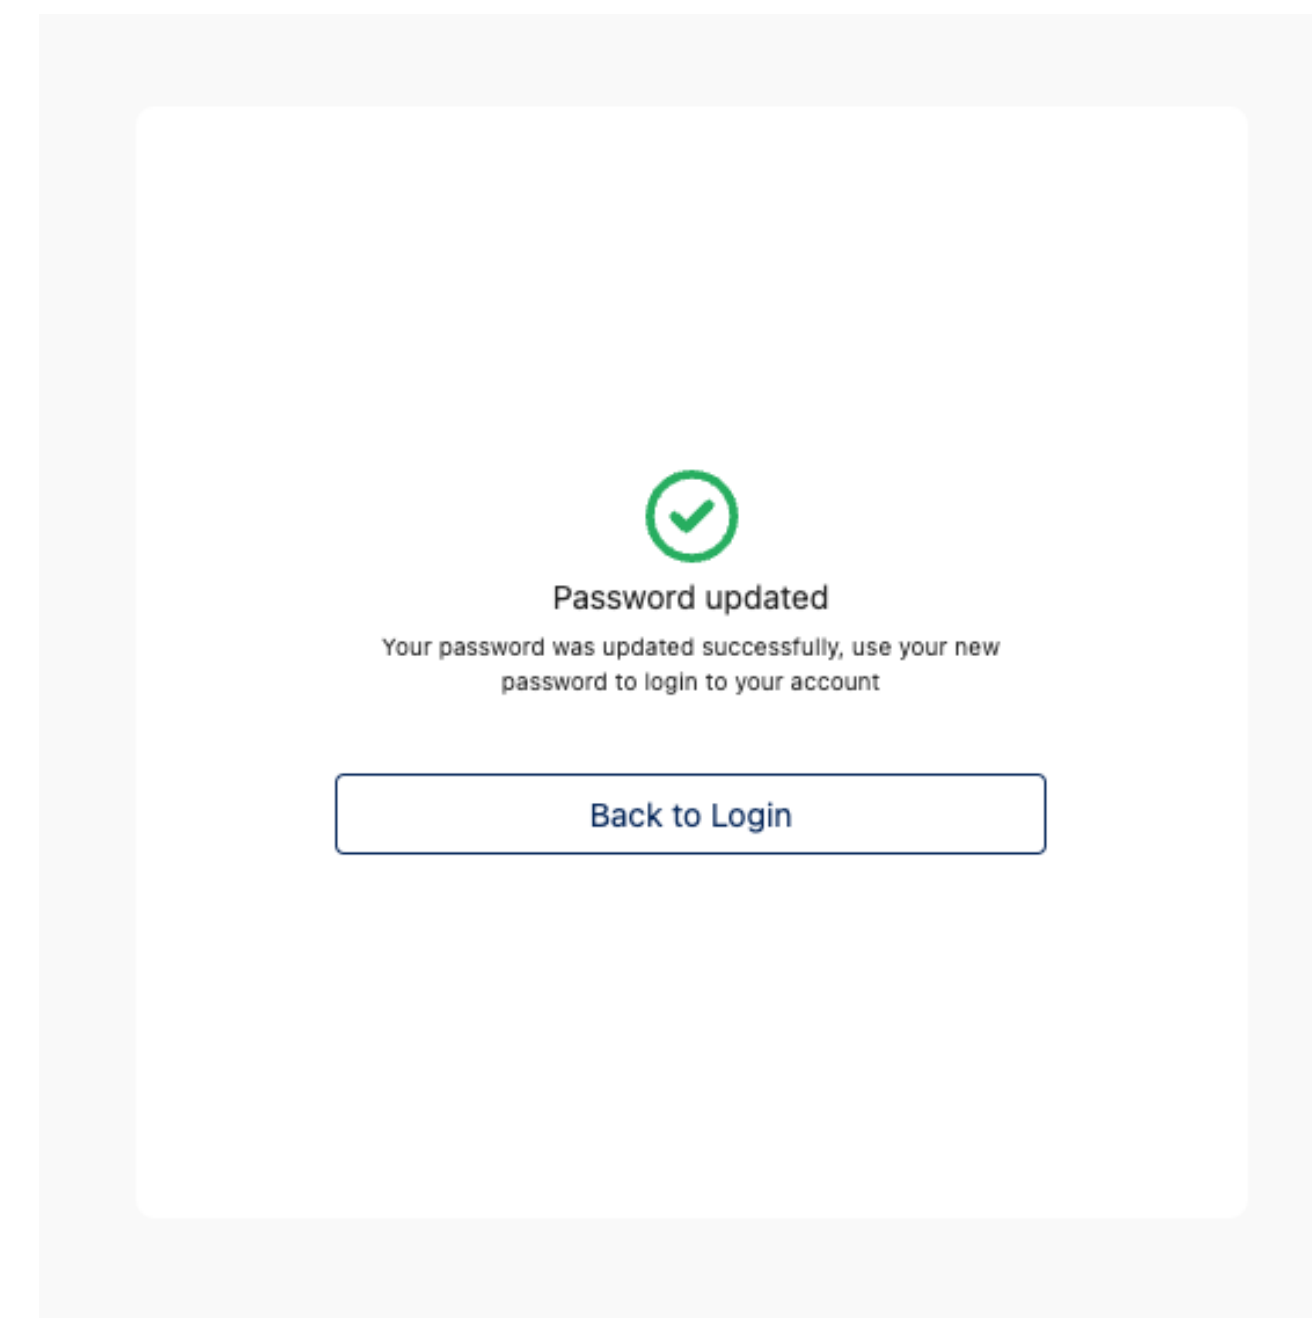 Password updated
Your password was updated successfully, use your new
password to login to your account
Back to Login